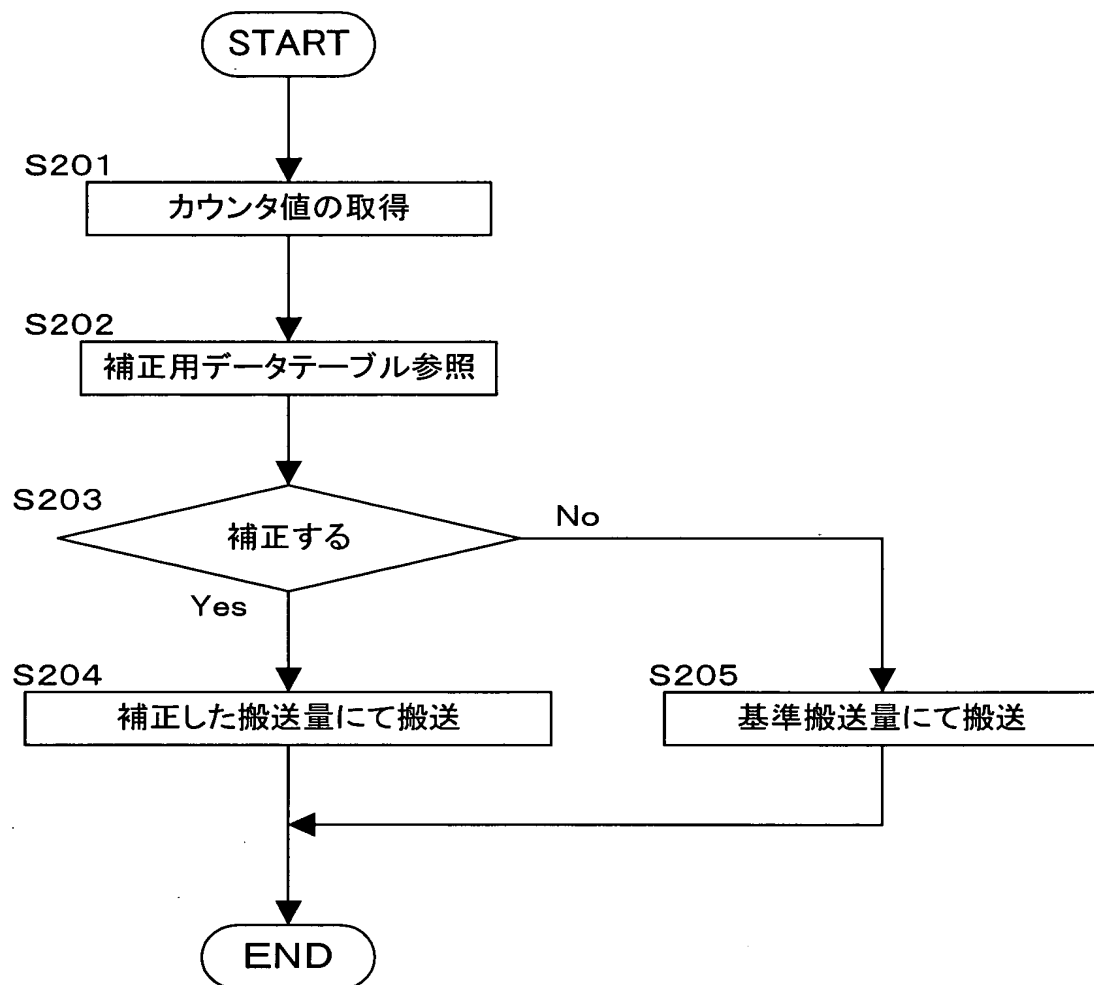 START
S201
カウンタ値の取得
S202
補正用データテーブル参照
S203
補正する
No
Yes
S204
補正した搬送量にて搬送
S205
基準搬送量にて搬送
END